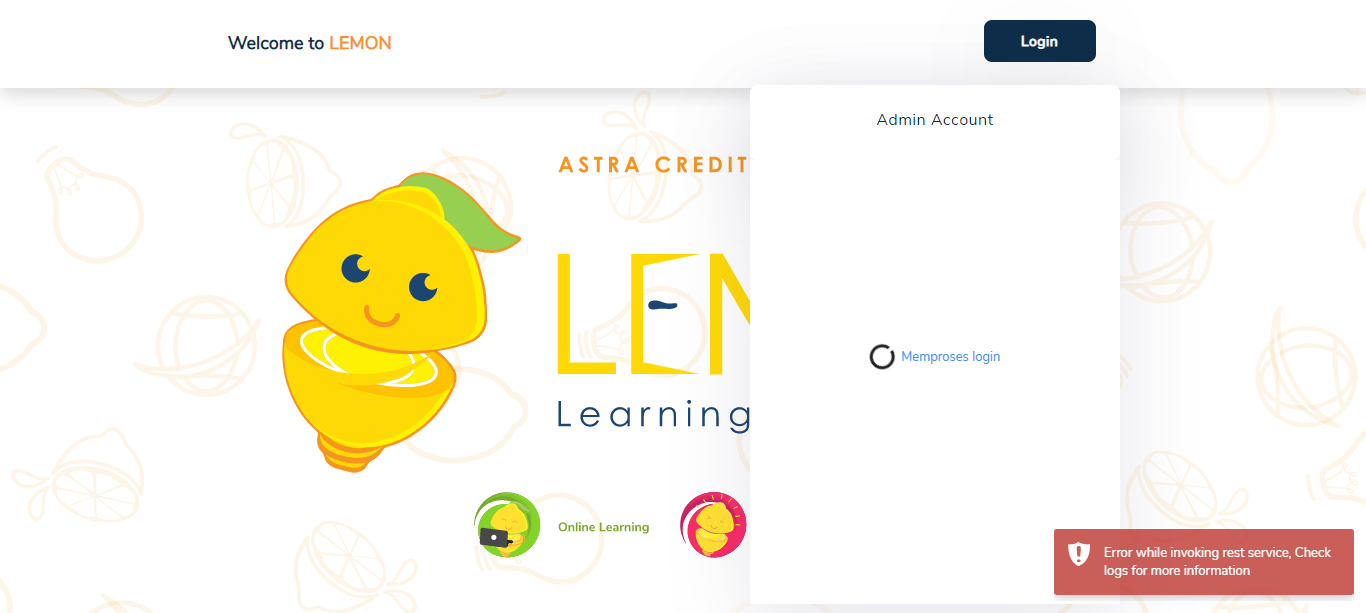 Welcome to LEMON
Login
Admin Account
ASTRA CREDIT
LEM
Learning
Memproses login
Online Learning
Error while invoking rest service, Check
logs for more information